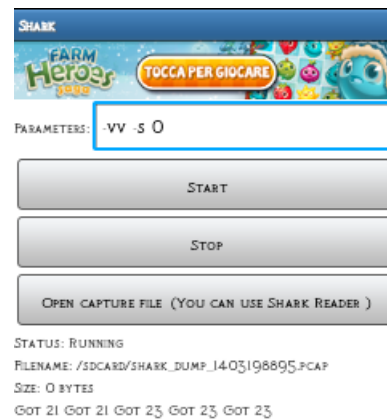 Shark
FARM
Heroes
SAGA
TOCCA PER GIOCARE
Parameters: -vv -s 0
Start
Stop
Open capture file (You can use Shark Reader )
Status: Running
Filename: /sdcard/shark_dump_1403198895.pcap
Size: 0 bytes
Got 21 Got 21 Got 23 Got 23 Got 23